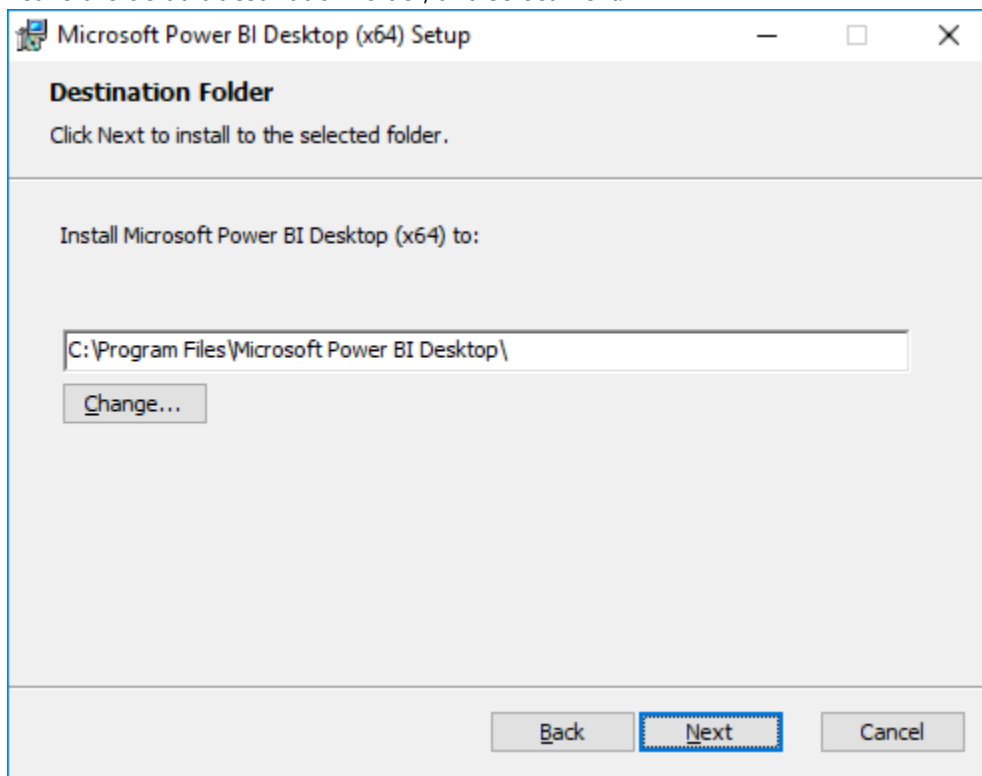 Microsoft Power BI Desktop (x64) Setup
Destination Folder
Click Next to install to the selected folder.
Install Microsoft Power BI Desktop (x64) to:
C:\Program Files\Microsoft Power BI Desktop\
Change...
Back Next Cancel